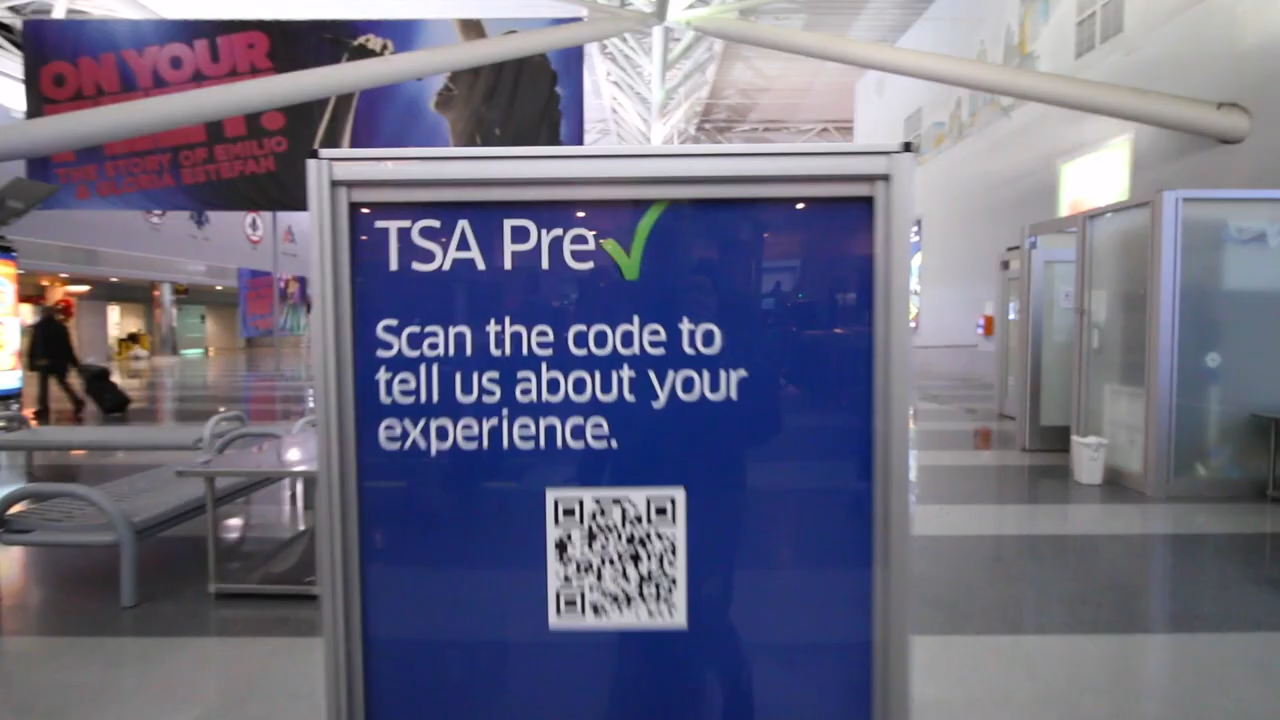 ON YOUR
FEET!
THE STORY OF EMILIO
& GLORIA ESTEFAN
TSA Pre✓
Scan the code to
tell us about your
experience.